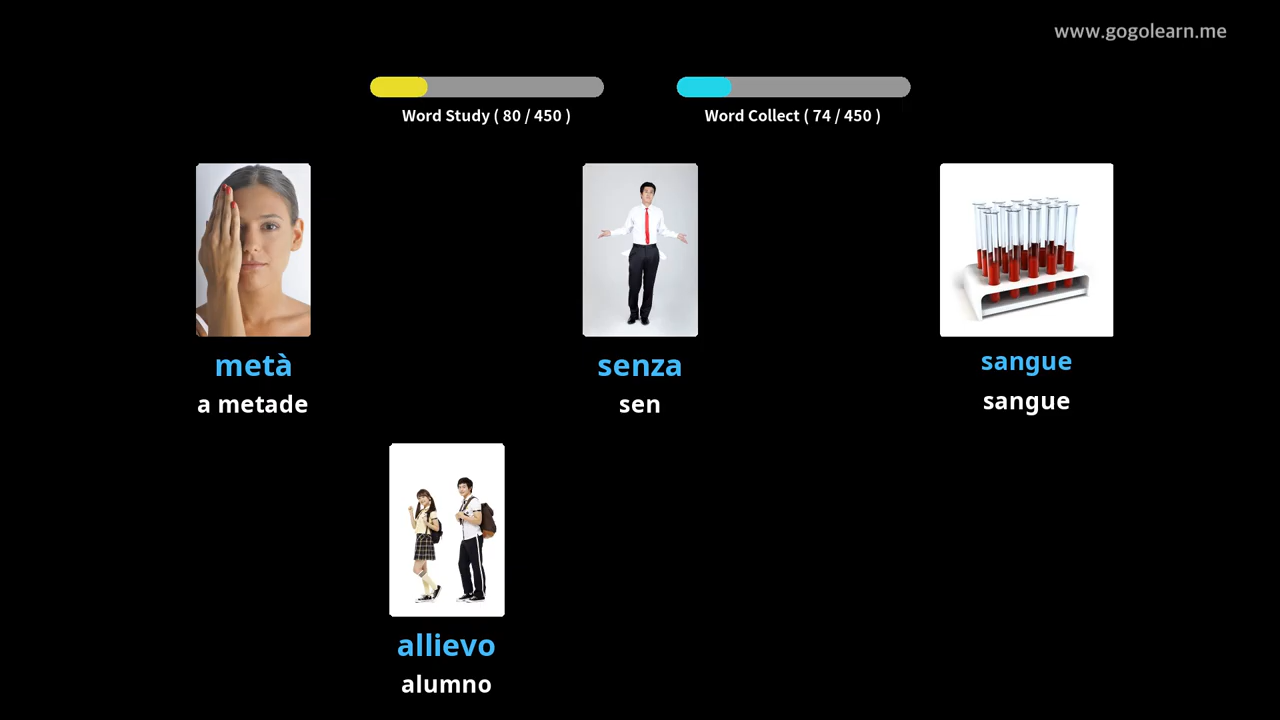 www.gogolearn.me
Word Study ( 80 / 450 )
Word Collect ( 74 / 450 )
metà
a metade
senza
sen
sangue
sangue
allievo
alumno